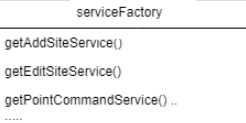 serviceFactory
getAddSiteService()
getEditSiteService()
getPointCommandService() ..
.....